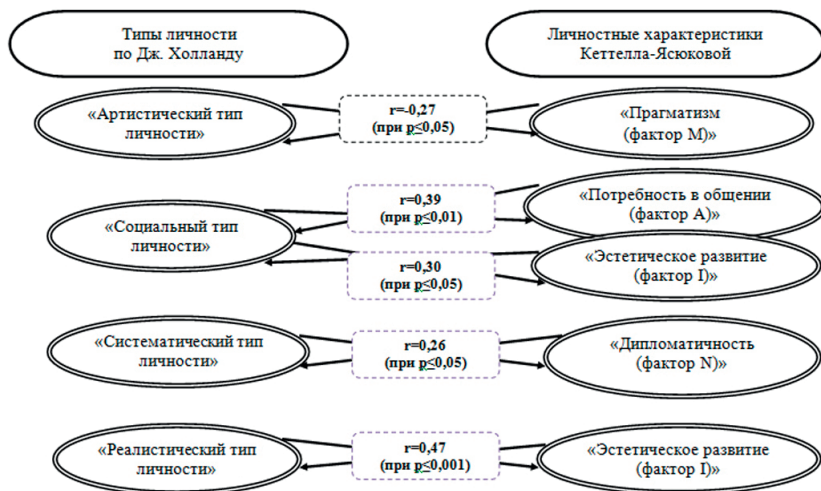 Типы личности
по Дж. Холланду
Личностные характеристики
Кеттелла-Ясюковой
«Артистический тип
личности»
r=-0,27
(при p≤0,05)
«Прагматизм
(фактор М)»
«Социальный тип
личности»
r=0,39
(при p≤0,01)
«Потребность в общении
(фактор А)»
r=0,30
(при p≤0,05)
«Эстетическое развитие
(фактор I)»
«Систематический тип
личности»
r=0,26
(при p≤0,05)
«Дипломатичность
(фактор N)»
«Реалистический тип
личности»
r=0,47
(при p≤0,001)
«Эстетическое развитие
(фактор I)»